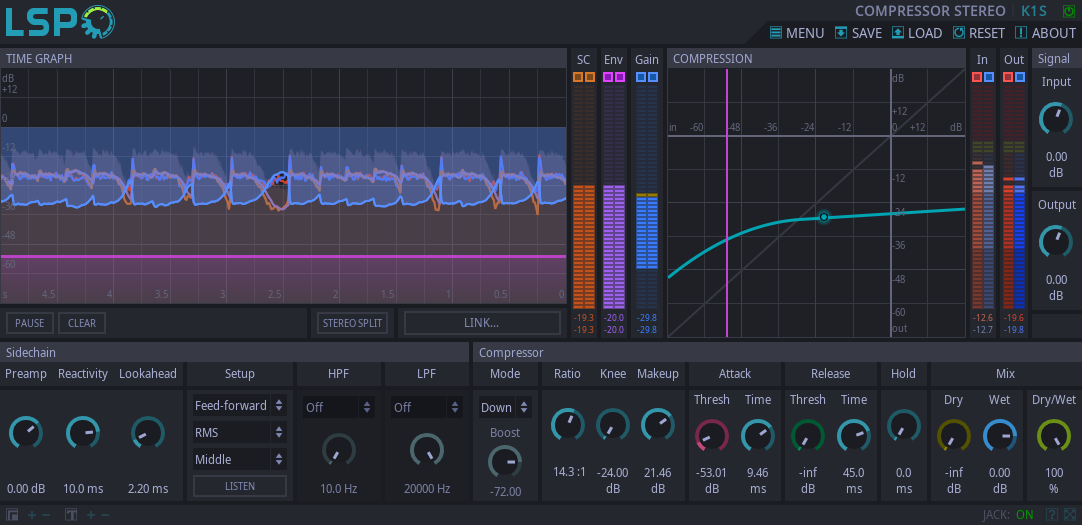 LSP
COMPRESSOR STEREO K1S
MENU SAVE LOAD RESET ABOUT
TIME GRAPH
SC Env Gain
COMPRESSION
In Out
Signal
dB
+12
0
-12
-48
-60
s 4.5 4 3.5 3 2.5 2 1.5 1 0.5 0
-19.3 -20.0 -29.8
-19.3 -20.0 -29.8
dB
+12
in -60 -48 -36 -24 -12 0 +12 dB
-12
-24
-36
-48
-60
out
-12.6 -19.6
-12.7 -19.8
Input
0.00
dB
Output
0.00
dB
PAUSE CLEAR STEREO SPLIT LINK...
Sidechain
Preamp Reactivity Lookahead
0.00 dB 10.0 ms 2.20 ms
Setup
Feed-forward
RMS
Middle
LISTEN
HPF
Off
10.0 Hz
LPF
Off
20000 Hz
Compressor
Mode
Down
Boost
-72.00
Ratio Knee Makeup
14.3 :1 -24.00 21.46
dB dB
Attack
Thresh Time
-53.01 9.46
dB ms
Release
Thresh Time
-inf 45.0
dB ms
Hold
0.0
ms
Mix
Dry Wet Dry/Wet
-inf 0.00 100
dB dB %
JACK: ON